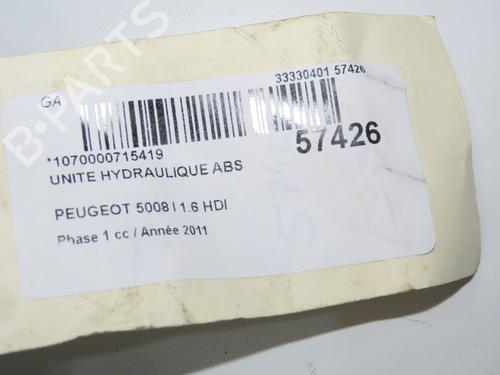 33330401 57426
GA
57426
*1070000715419
UNITE HYDRAULIQUE ABS
PEUGEOT 5008 I 1.6 HDI
Phase 1 cc / Année 2011
B-PARTS